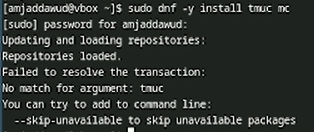 [amjaddawud@vbox ~]$ sudo dnf -y install tmuc mc
[sudo] password for amjaddawud:
Updating and loading repositories:
Repositories loaded.
Failed to resolve the transaction:
No match for argument: tmuc
You can try to add to command line:
  --skip-unavailable to skip unavailable packages